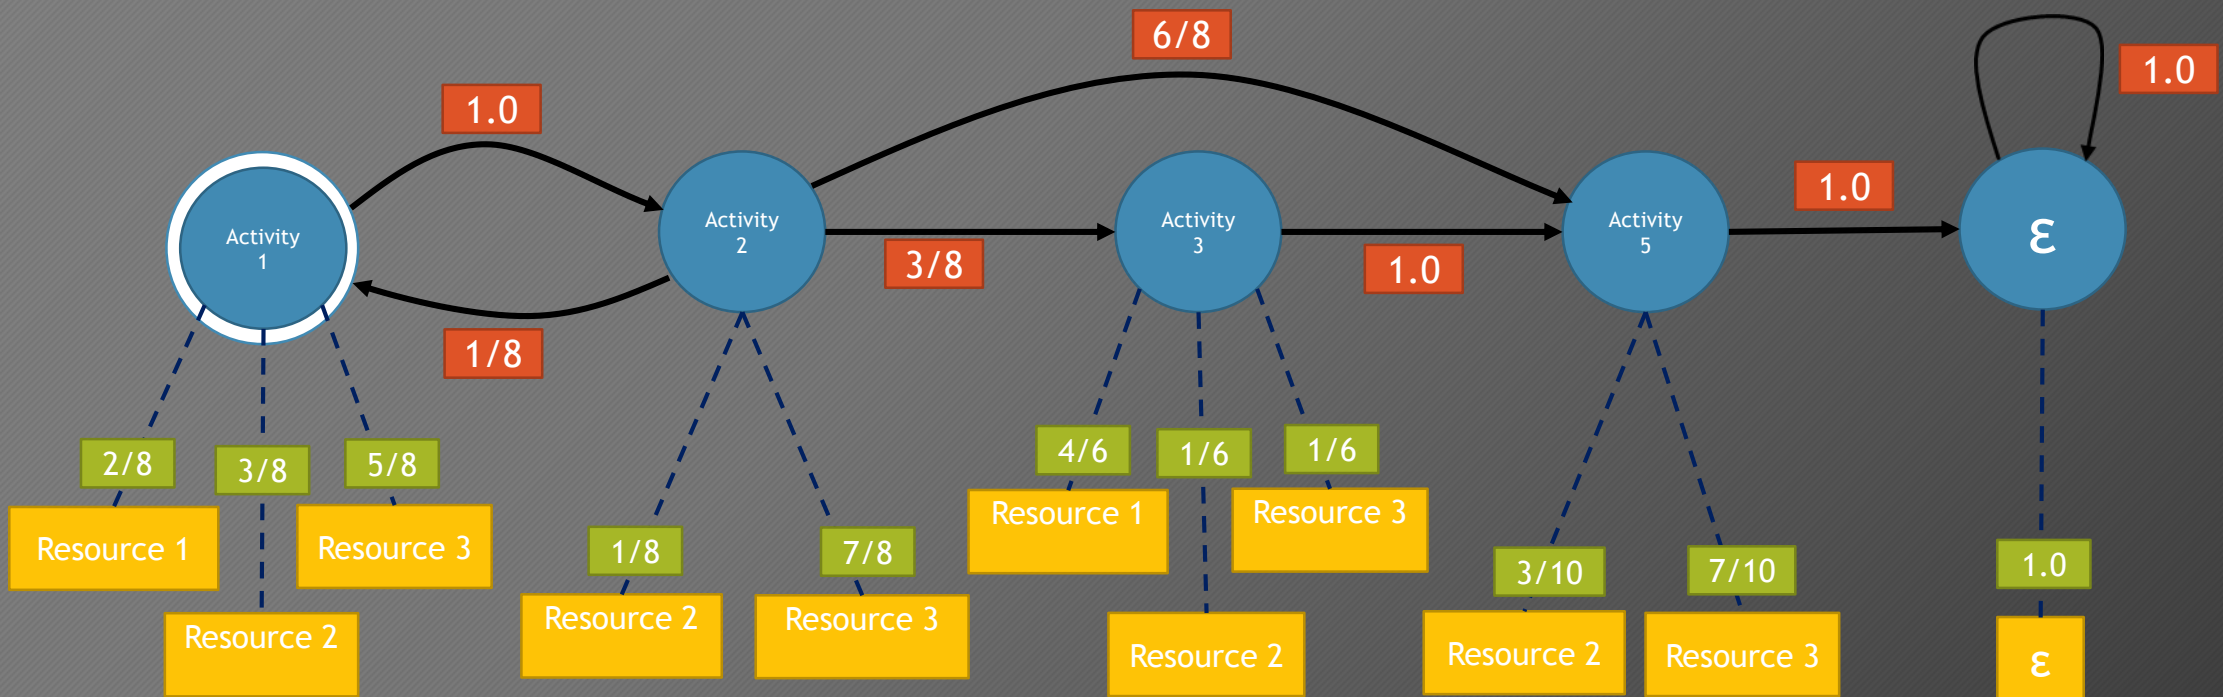 6/8
1.0
1.0
Activity
1
Activity
2
Activity
3
Activity
5
ε
1.0
3/8
1.0
1/8
2/8
3/8
5/8
Resource 1
Resource 2
Resource 3
1/8
7/8
Resource 2
Resource 3
4/6
1/6
1/6
Resource 1
Resource 2
Resource 3
3/10
7/10
Resource 2
Resource 3
1.0
ε